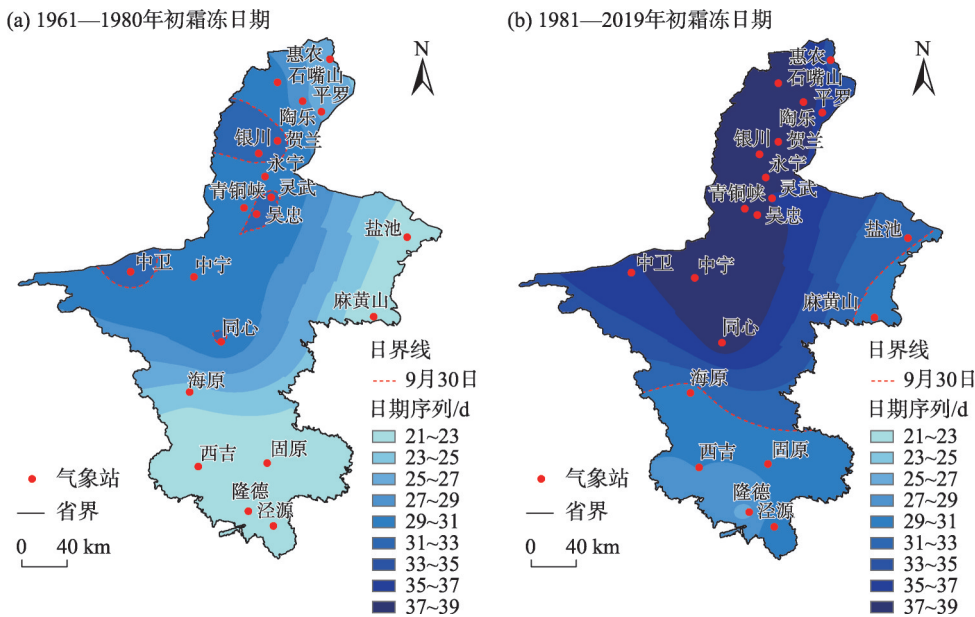 (a) 1961—1980年初霜冻日期
N
惠农
石嘴山
平罗
陶乐
银川
贺兰
永宁
青铜峡
灵武
吴忠
盐池
中卫
中宁
麻黄山
同心
海原
西吉
固原
隆德
泾源
日界线
9月30日
日期序列/d
21~23
23~25
25~27
27~29
29~31
31~33
33~35
35~37
37~39
气象站
省界
0 40 km
(b) 1981—2019年初霜冻日期
N
惠农
石嘴山
平罗
陶乐
银川
贺兰
永宁
青铜峡
灵武
吴忠
盐池
中卫
中宁
麻黄山
同心
海原
西吉
固原
隆德
泾源
日界线
9月30日
日期序列/d
21~23
23~25
25~27
27~29
29~31
31~33
33~35
35~37
37~39
气象站
省界
0 40 km